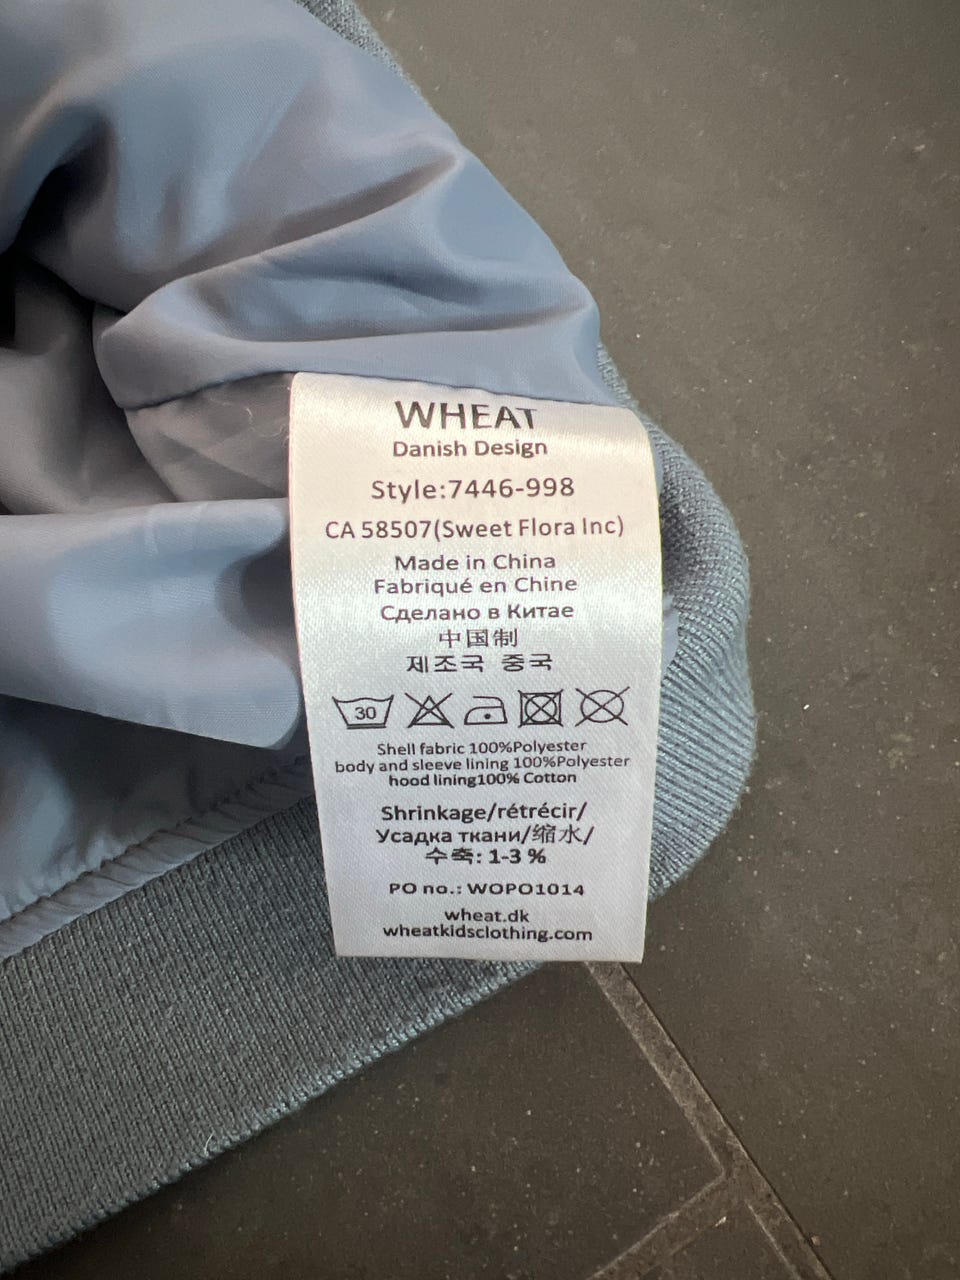 WHEAT
Danish Design
Style:7446-998
CA 58507(Sweet Flora Inc)
Made in China
Fabriqué en Chine
Сделано в Китае
中国制
제조국 중국
30
Shell fabric 100%Polyester
body and sleeve lining 100%Polyester
hood lining100% Cotton
Shrinkage/rétrécir/
Усадка ткани/缩水/
수축: 1-3 %
PO no.: WOPO1014
wheat.dk
wheatkidsclothing.com